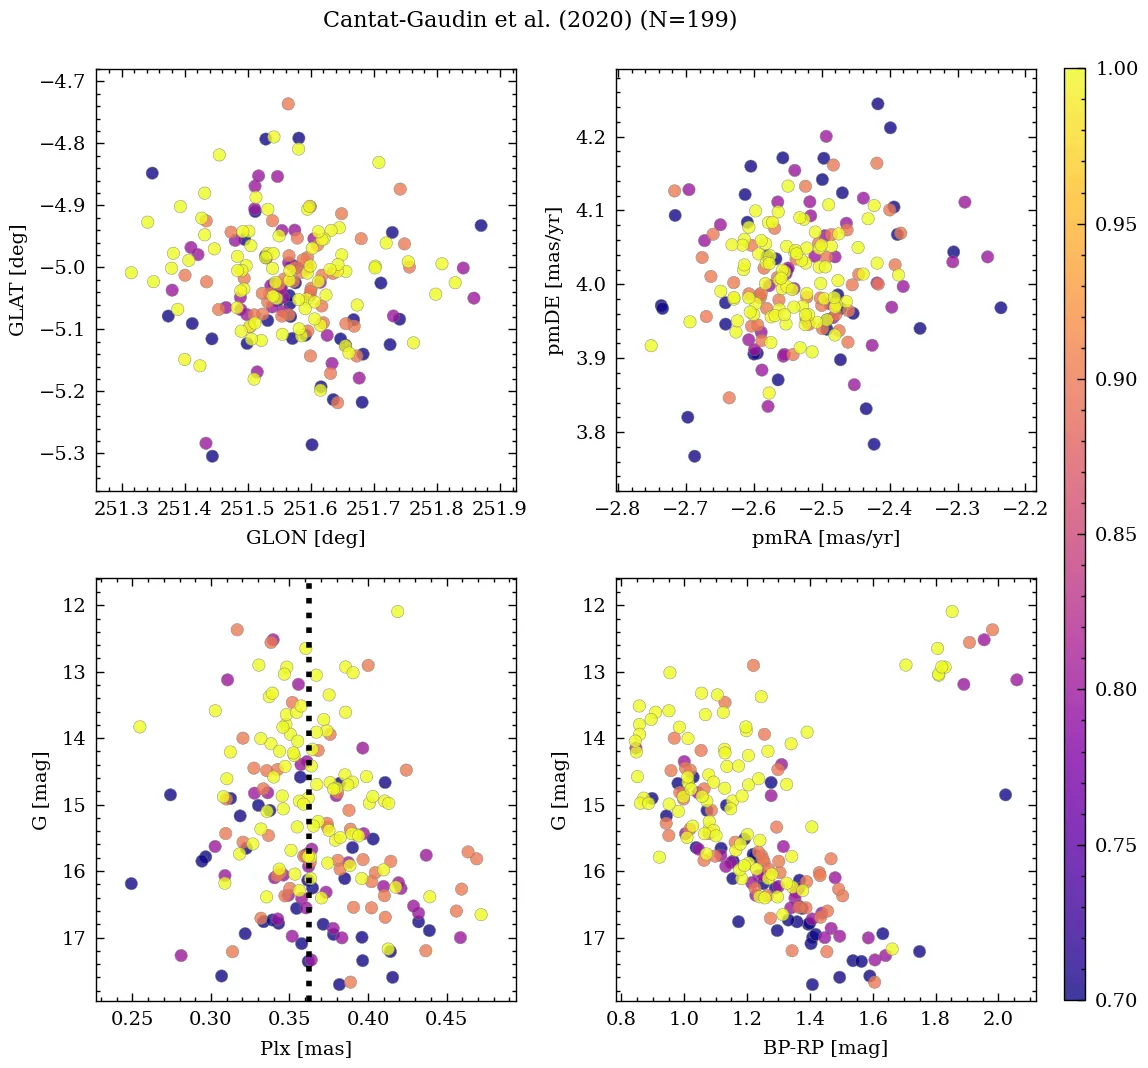 Cantat-Gaudin et al. (2020) (N=199)
−4.7
−4.8
−4.9
−5.0
−5.1
−5.2
−5.3
GLAT [deg]
251.3 251.4 251.5 251.6 251.7 251.8 251.9
GLON [deg]
4.2
4.1
4.0
3.9
3.8
pmDE [mas/yr]
−2.8 −2.7 −2.6 −2.5 −2.4 −2.3 −2.2
pmRA [mas/yr]
12
13
14
15
16
17
G [mag]
0.25 0.30 0.35 0.40 0.45
Plx [mas]
12
13
14
15
16
17
G [mag]
0.8 1.0 1.2 1.4 1.6 1.8 2.0
BP-RP [mag]
1.00
0.95
0.90
0.85
0.80
0.75
0.70